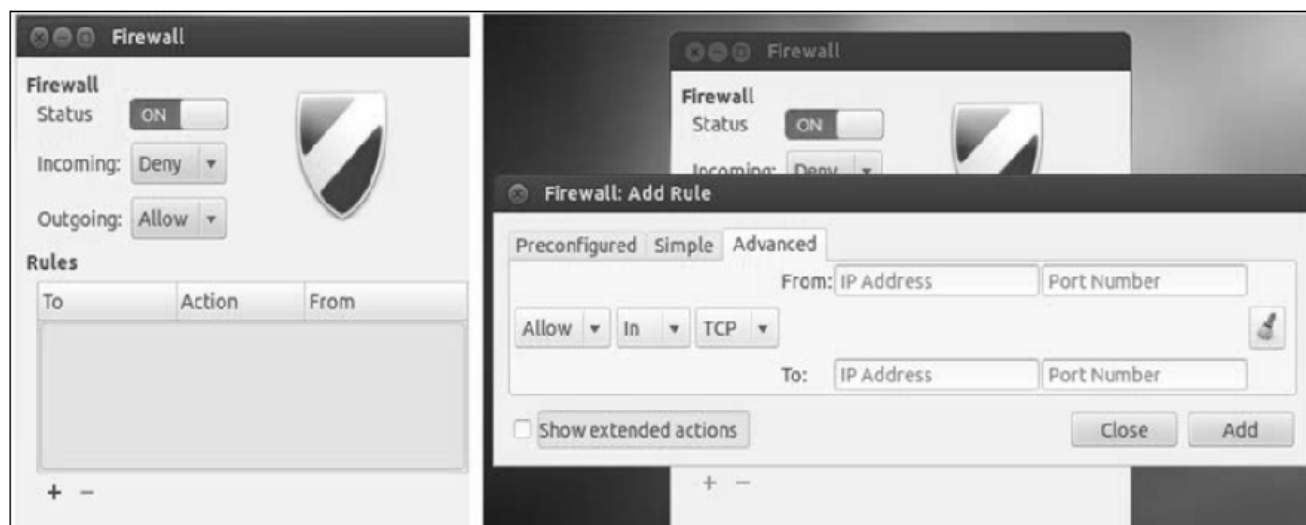 Firewall
Firewall
Status ON
Incoming: Deny
Outgoing: Allow
Rules
To Action From
+ −
Firewall
Firewall
Status ON
Incoming: Deny
Firewall: Add Rule
Preconfigured Simple Advanced
From: IP Address Port Number
Allow In TCP
To: IP Address Port Number
Show extended actions Close Add
+ −